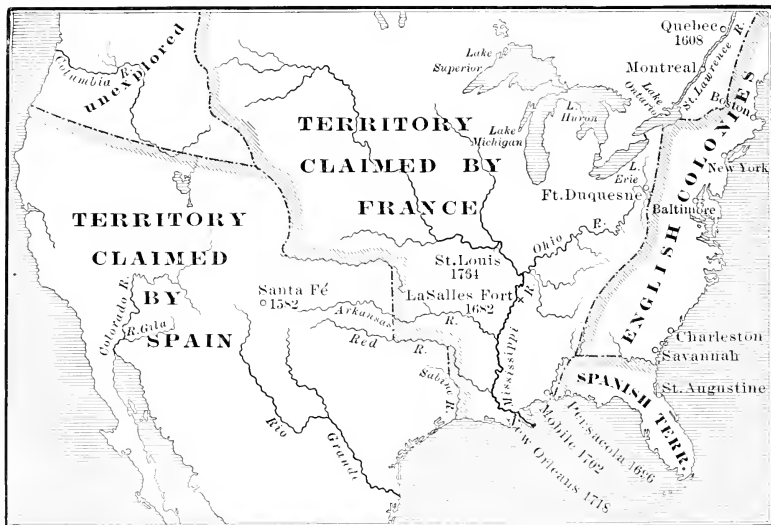 Quebec
1608
Montreal
St. Lawrence R.
Lake
Ontario
Boston
Lake
Superior
L.
Huron
Lake
Michigan
L.
Erie
New York
Columbia R.
unexplored
TERRITORY
CLAIMED BY
FRANCE
Ft. Duquesne
Baltimore
ENGLISH COLONIES
Ohio R.
TERRITORY
CLAIMED
BY
SPAIN
St. Louis
1764
LaSalles Fort
1682
Santa Fé
1582
Arkansas R.
Red R.
Colorado R.
R. Gila
Mississippi R.
Sabine R.
Rio Grande
Charleston
Savannah
St. Augustine
SPANISH TERR.
Pensacola 1696
Mobile 1702
New Orleans 1718